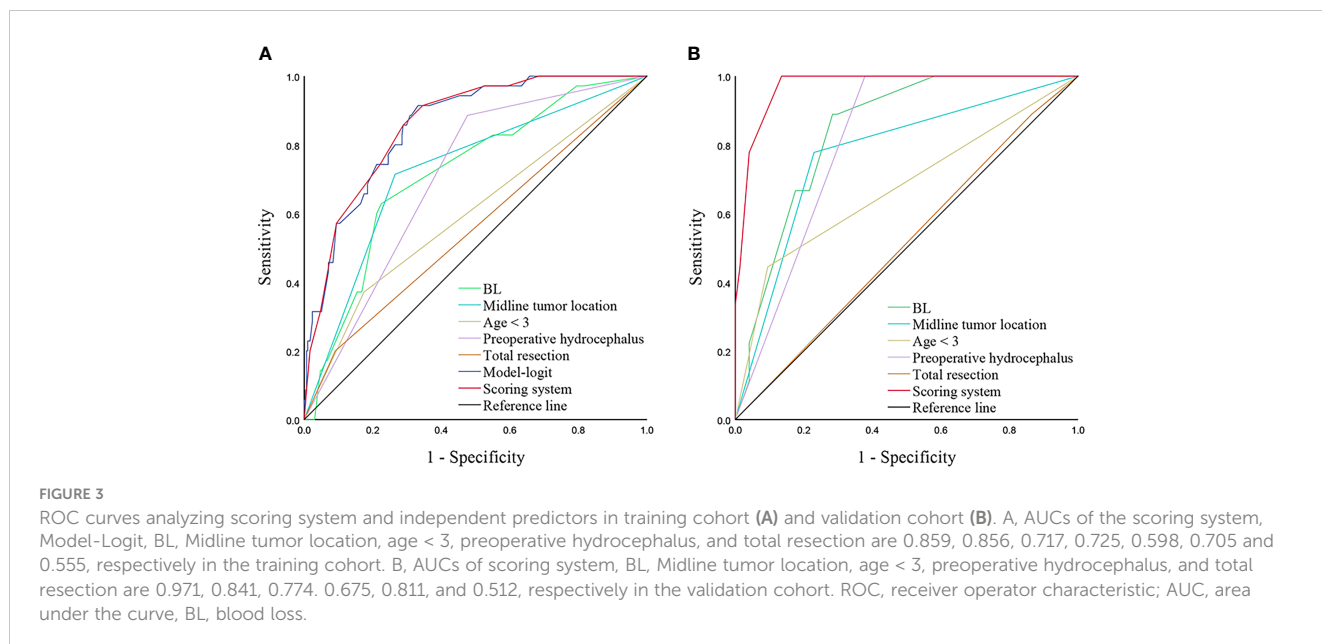 A
1.0
0.8
0.6
0.4
0.2
0.0
0.0 0.2 0.4 0.6 0.8 1.0
Sensitivity
1 - Specificity
BL
Midline tumor location
Age < 3
Preoperative hydrocephalus
Total resection
Model-logit
Scoring system
Reference line
B
1.0
0.8
0.6
0.4
0.2
0.0
0.0 0.2 0.4 0.6 0.8 1.0
Sensitivity
1 - Specificity
BL
Midline tumor location
Age < 3
Preoperative hydrocephalus
Total resection
Scoring system
Reference line
FIGURE 3
ROC curves analyzing scoring system and independent predictors in training cohort (A) and validation cohort (B). A, AUCs of the scoring system,
Model-Logit, BL, Midline tumor location, age < 3, preoperative hydrocephalus, and total resection are 0.859, 0.856, 0.717, 0.725, 0.598, 0.705 and
0.555, respectively in the training cohort. B, AUCs of scoring system, BL, Midline tumor location, age < 3, preoperative hydrocephalus, and total
resection are 0.971, 0.841, 0.774. 0.675, 0.811, and 0.512, respectively in the validation cohort. ROC, receiver operator characteristic; AUC, area
under the curve, BL, blood loss.